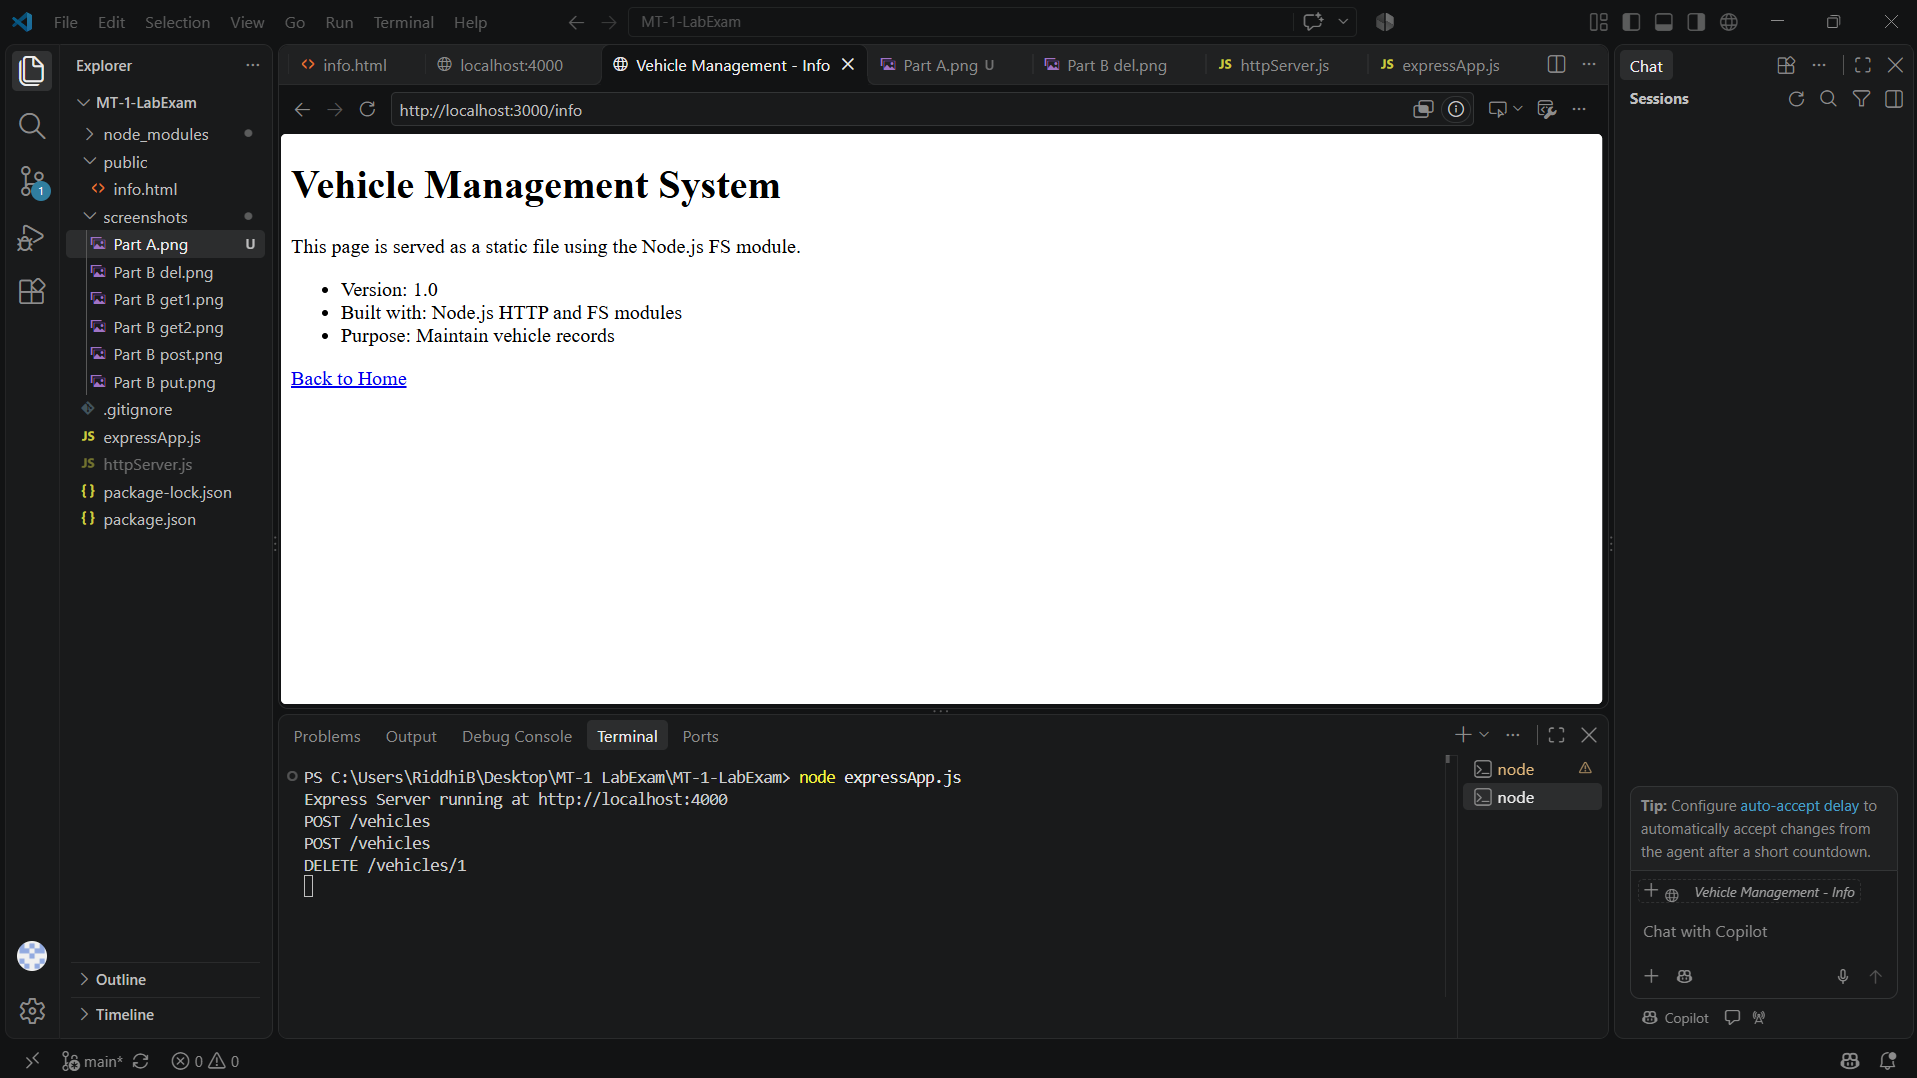 File Edit Selection View Go Run Terminal Help
MT-1-LabExam
Explorer
MT-1-LabExam
node_modules
public
info.html
screenshots
Part A.png U
Part B del.png
Part B get1.png
Part B get2.png
Part B post.png
Part B put.png
.gitignore
JS expressApp.js
JS httpServer.js
{} package-lock.json
{} package.json
Outline
Timeline
1
info.html
localhost:4000
Vehicle Management - Info
Part A.png U
Part B del.png
JS httpServer.js
JS expressApp.js
http://localhost:3000/info
Vehicle Management System
This page is served as a static file using the Node.js FS module.
• Version: 1.0
• Built with: Node.js HTTP and FS modules
• Purpose: Maintain vehicle records
Back to Home
Problems Output Debug Console Terminal Ports
PS C:\Users\RiddhiB\Desktop\MT-1 LabExam\MT-1-LabExam> node expressApp.js
Express Server running at http://localhost:4000
POST /vehicles
POST /vehicles
DELETE /vehicles/1
node
node
Chat
Sessions
Tip: Configure auto-accept delay to
automatically accept changes from
the agent after a short countdown.
Vehicle Management - Info
Chat with Copilot
Copilot
main* 0 0